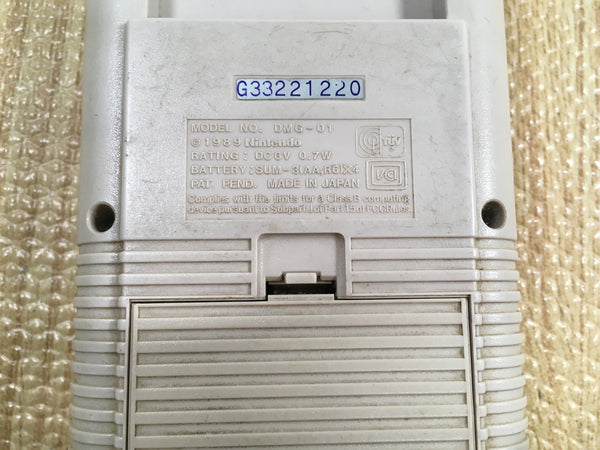 G33221220
MODEL NO. DMG-01
© 1989 Nintendo
RATING: DC6V 0.7W
BATTERY: SUM-3(AA,R6)X4
PAT PEND. MADE IN JAPAN
Complies with the limits for a Class B computing
device pursuant to Subpart J of Part 15 of FCC Rules.